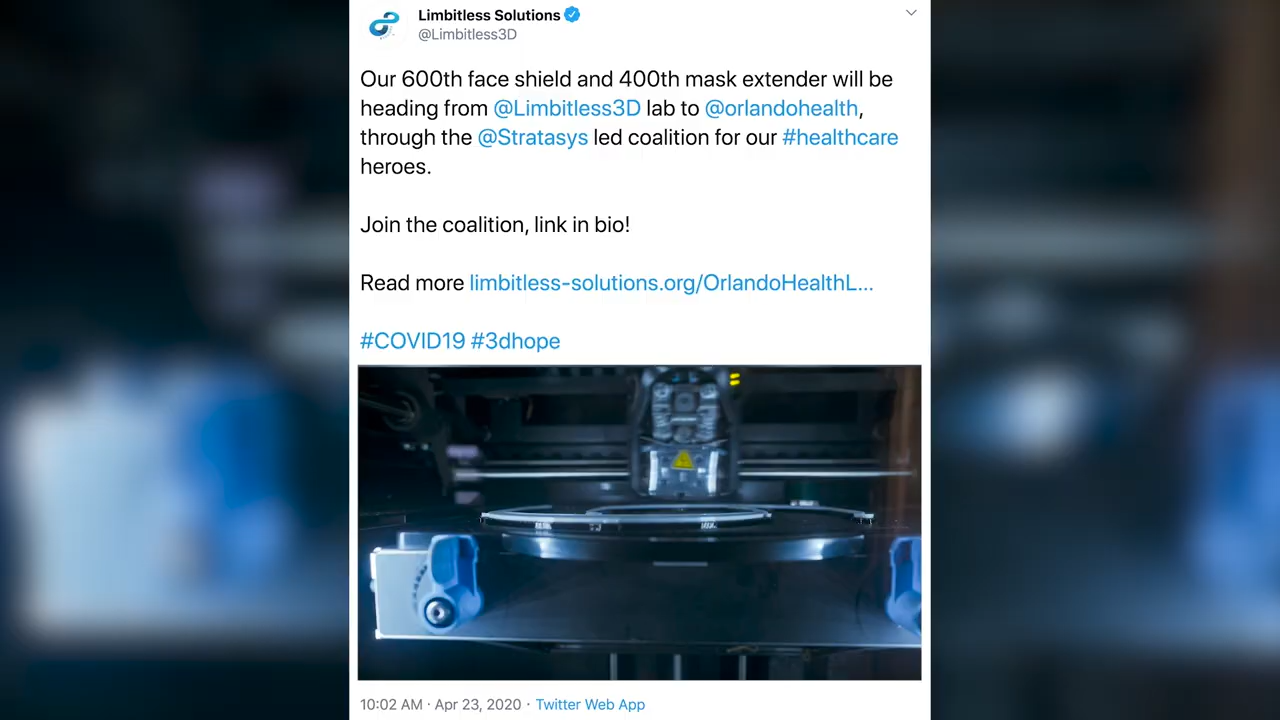 Limbitless Solutions
@Limbitless3D
Our 600th face shield and 400th mask extender will be
heading from @Limbitless3D lab to @orlandohealth,
through the @Stratasys led coalition for our #healthcare
heroes.
Join the coalition, link in bio!
Read more limbitless-solutions.org/OrlandoHealthL...
#COVID19 #3dhope
10:02 AM · Apr 23, 2020 · Twitter Web App